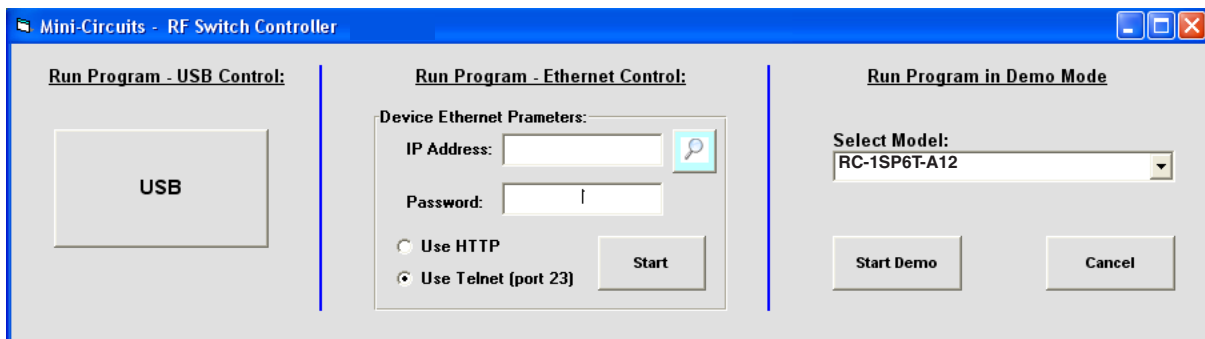 Mini-Circuits - RF Switch Controller
Run Program - USB Control:
USB
Run Program - Ethernet Control:
Device Ethernet Prameters:
IP Address:
Password:
Use HTTP
Use Telnet (port 23)
Start
Run Program in Demo Mode
Select Model:
RC-1SP6T-A12
Start Demo
Cancel